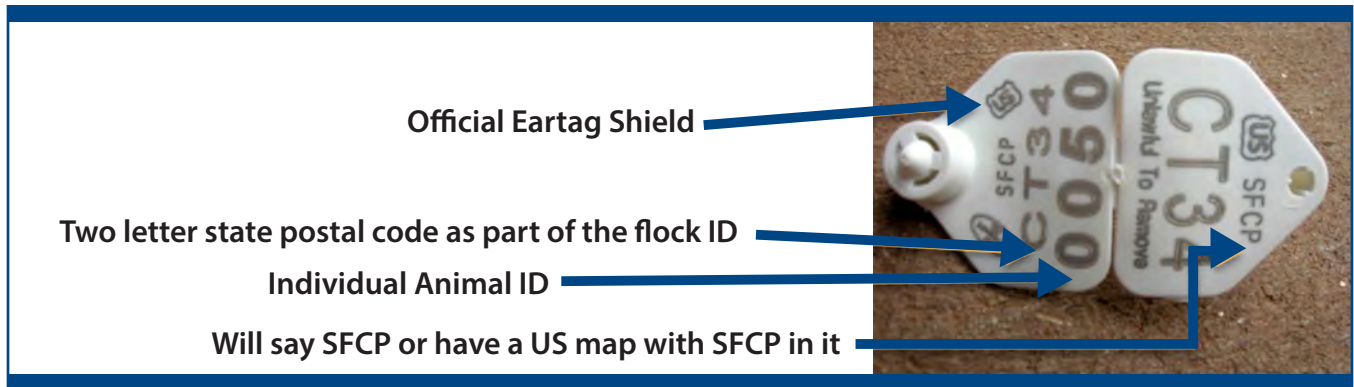 Official Eartag Shield
Two letter state postal code as part of the flock ID
Individual Animal ID
Will say SFCP or have a US map with SFCP in it
US
SFCP
CT34
0050
US SFCP
CT34
Unlawful To Remove